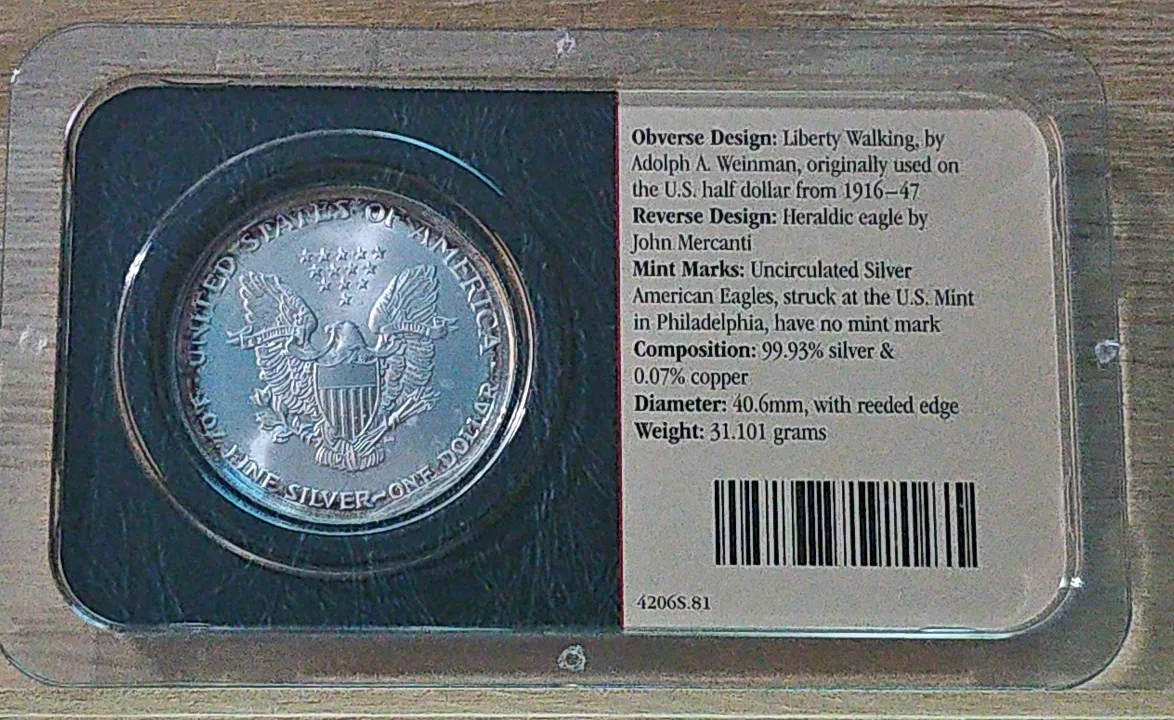 UNITED STATES OF AMERICA
1 OZ. FINE SILVER~ONE DOLLAR
Obverse Design: Liberty Walking, by
Adolph A. Weinman, originally used on
the U.S. half dollar from 1916–47
Reverse Design: Heraldic eagle by
John Mercanti
Mint Marks: Uncirculated Silver
American Eagles, struck at the U.S. Mint
in Philadelphia, have no mint mark
Composition: 99.93% silver &
0.07% copper
Diameter: 40.6mm, with reeded edge
Weight: 31.101 grams
4206S.81